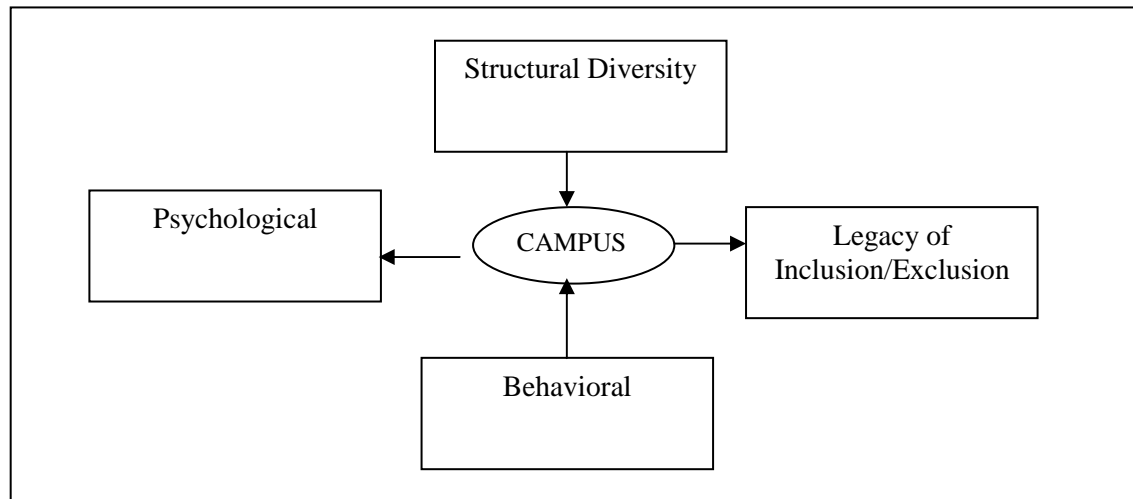 Structural Diversity
Psychological
CAMPUS
Legacy of
Inclusion/Exclusion
Behavioral